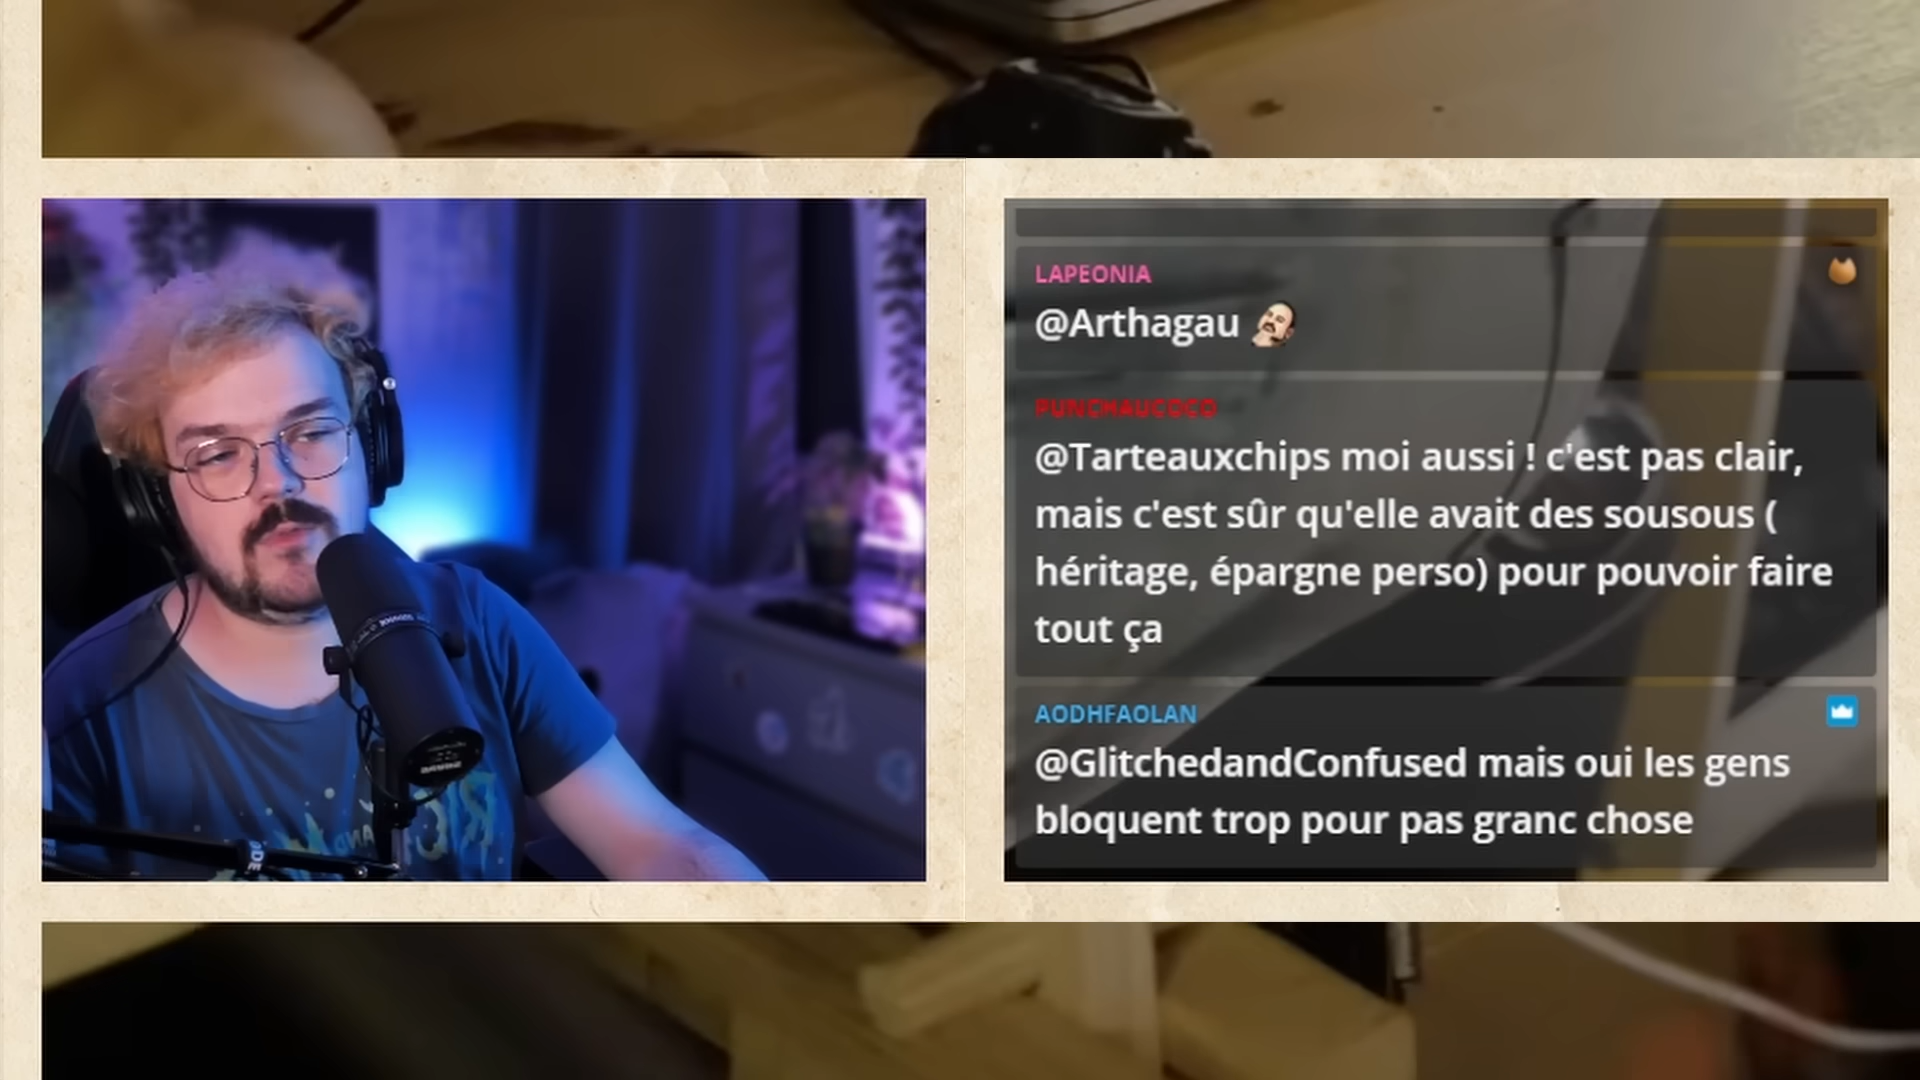 LAPEONIA
@Arthagau
PUNCHAUCOCO
@Tarteauxchips moi aussi ! c'est pas clair,
mais c'est sûr qu'elle avait des sousous (
héritage, épargne perso) pour pouvoir faire
tout ça
AODHFAOLAN
@GlitchedandConfused mais oui les gens
bloquent trop pour pas granc chose